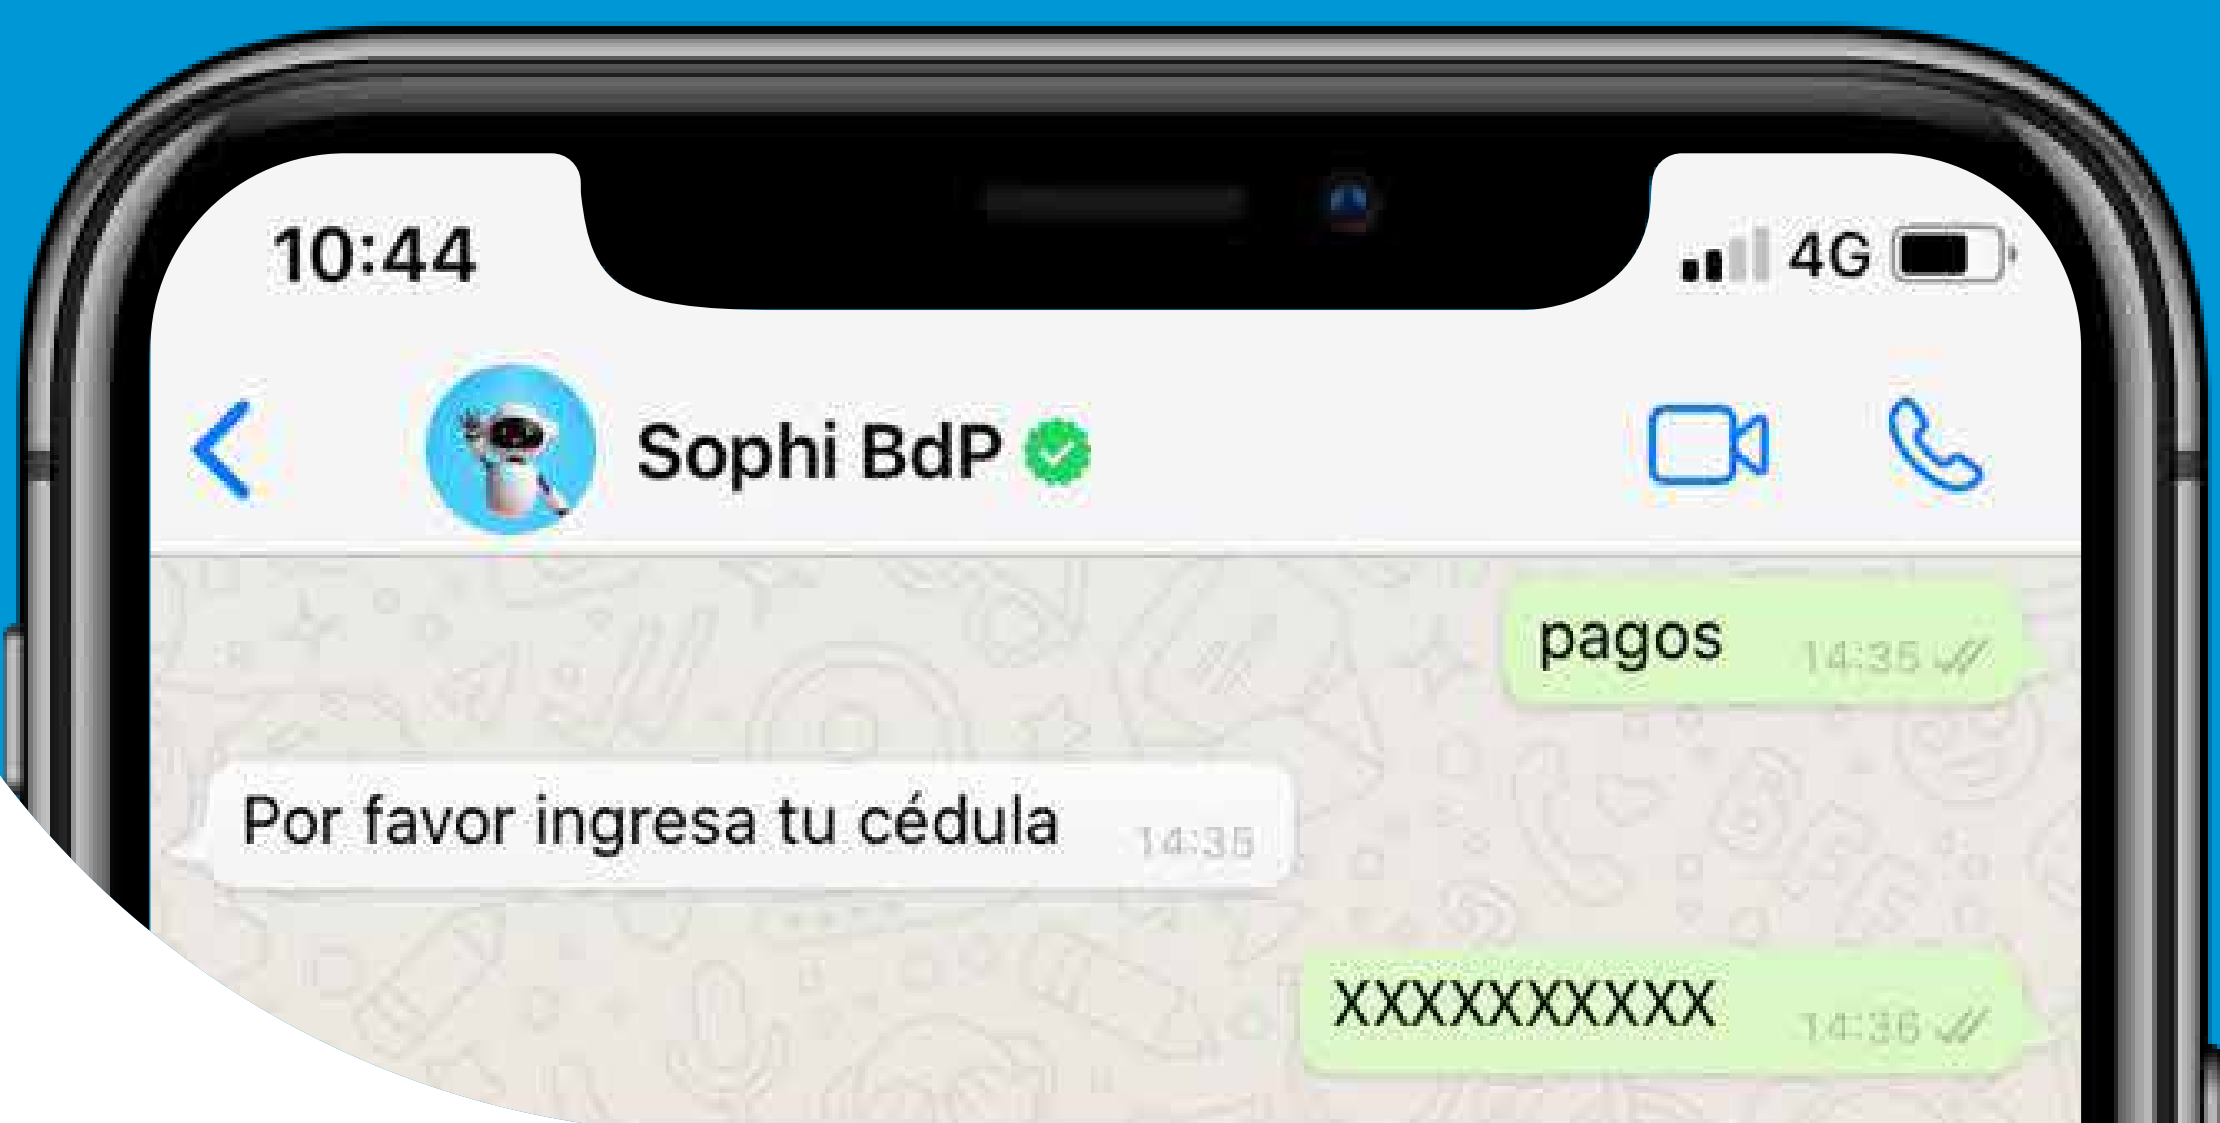 10:44 4G
Sophi BdP
pagos 14:35
Por favor ingresa tu cédula 14:35
XXXXXXXXXX 14:36